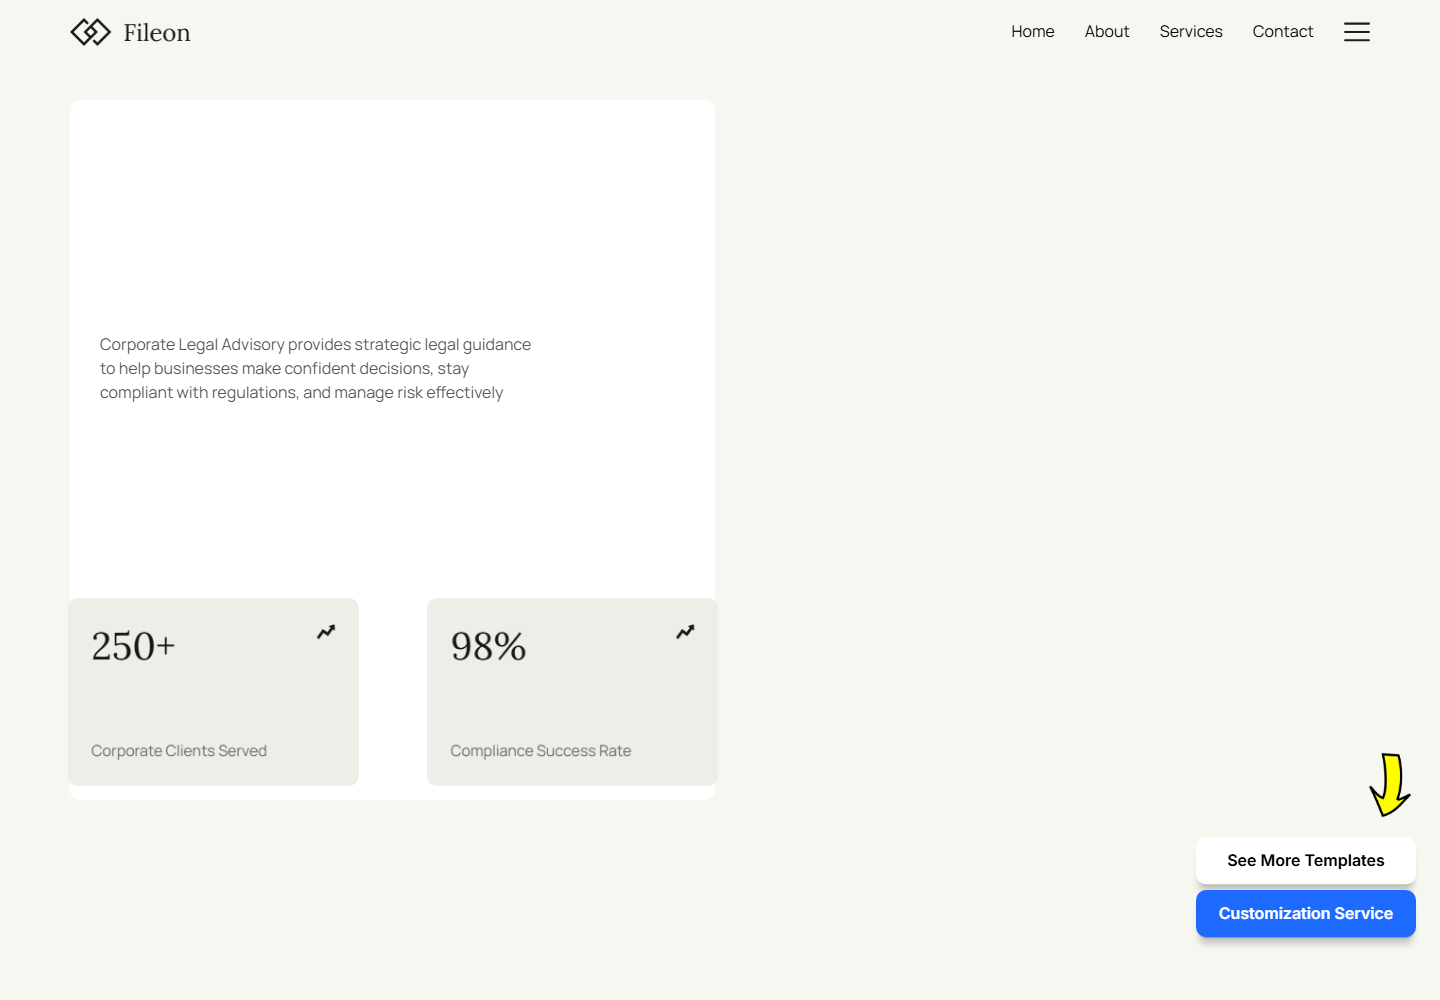 Fileon
Home
About
Services
Contact
Corporate Legal Advisory provides strategic legal guidance
to help businesses make confident decisions, stay
compliant with regulations, and manage risk effectively
250+
Corporate Clients Served
98%
Compliance Success Rate
See More Templates
Customization Service